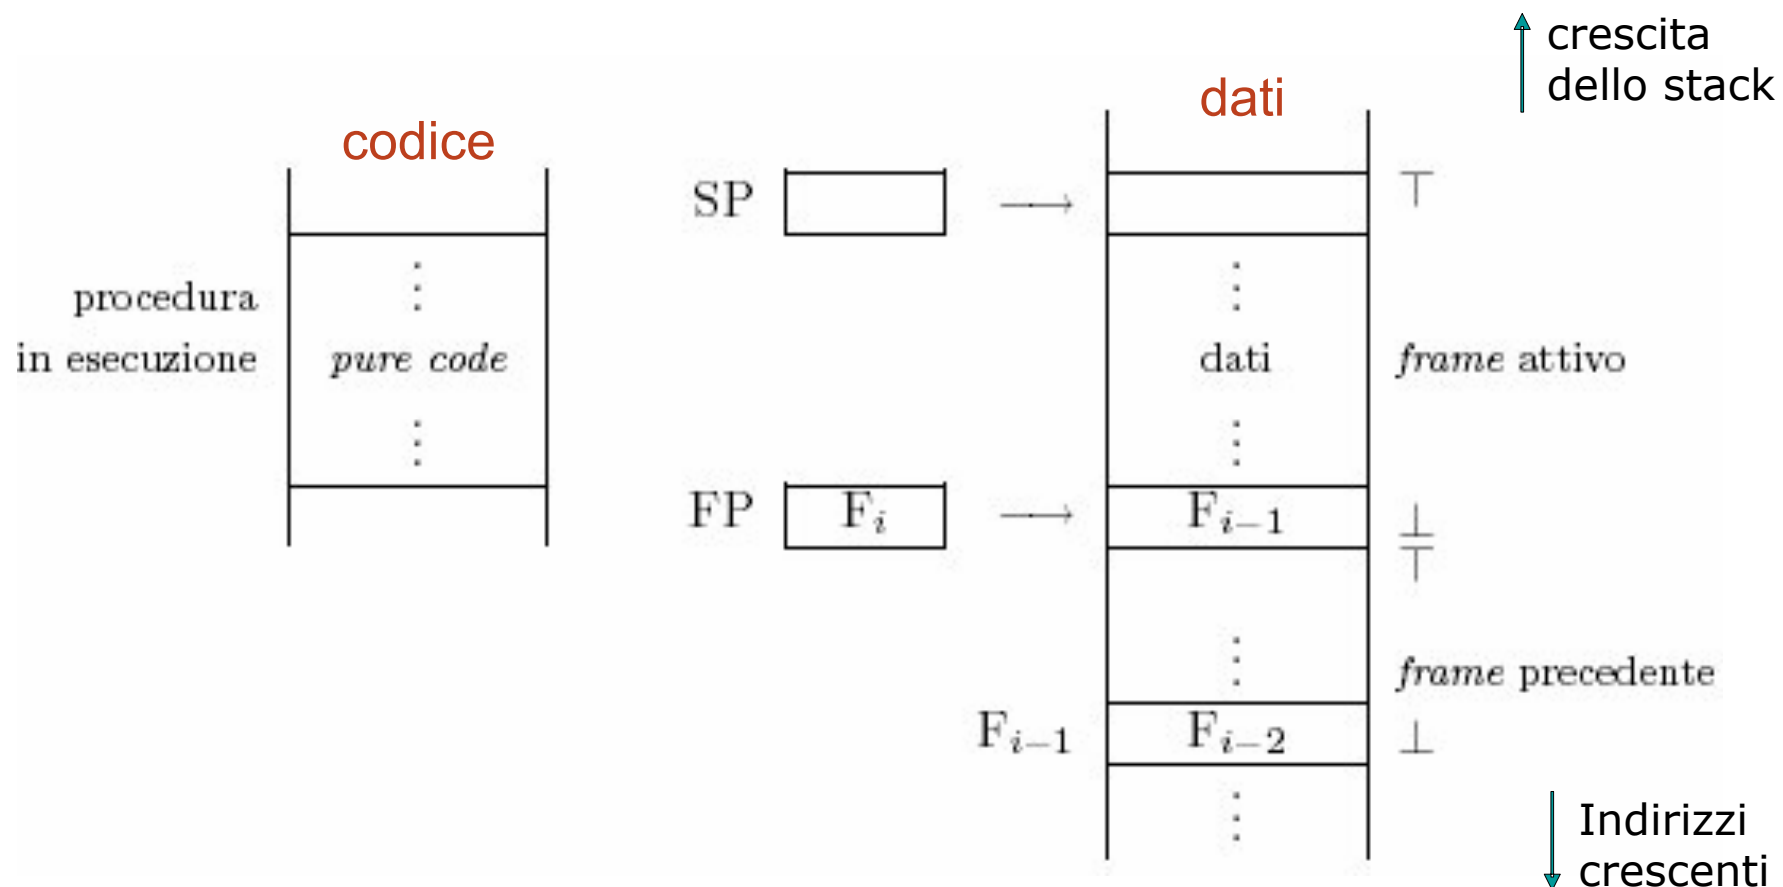 crescita
dello stack
dati
codice
SP
procedura
in esecuzione
pure code
dati
frame attivo
FP
F_i
F_{i-1}
frame precedente
F_{i-1}
F_{i-2}
Indirizzi
crescenti